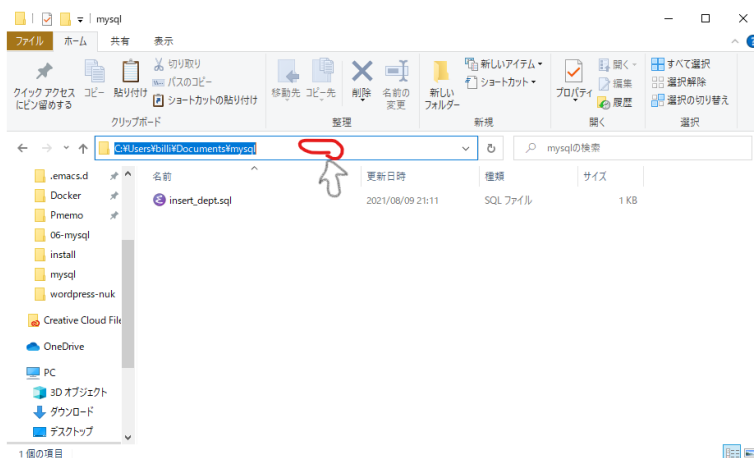 mysql
ファイル ホーム 共有 表示
クイック アクセスにピン留めする
コピー
貼り付け
切り取り
パスのコピー
ショートカットの貼り付け
クリップボード
移動先
コピー先
削除
名前の変更
整理
新しいフォルダー
新しいアイテム
ショートカット
新規
プロパティ
開く
編集
履歴
開く
すべて選択
選択解除
選択の切り替え
選択
C:¥Users¥billi¥Documents¥mysql
mysqlの検索
名前 更新日時 種類 サイズ
insert_dept.sql 2021/08/09 21:11 SQL ファイル 1 KB
.emacs.d
Docker
Pmemo
06-mysql
install
mysql
wordpress-nuk
Creative Cloud File
OneDrive
PC
3D オブジェクト
ダウンロード
デスクトップ
1 個の項目